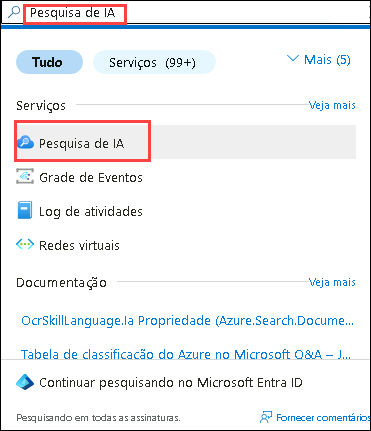 Pesquisa de IA
Tudo Serviços (99+) Mais (5)
Serviços Veja mais
Pesquisa de IA
Grade de Eventos
Log de atividades
Redes virtuais
Documentação Veja mais
OcrSkillLanguage.la Propriedade (Azure.Search.Docume...
Tabela de classificação do Azure no Microsoft Q&A – J...
Continuar pesquisando no Microsoft Entra ID
Pesquisando em todas as assinaturas. Fornecer comentários